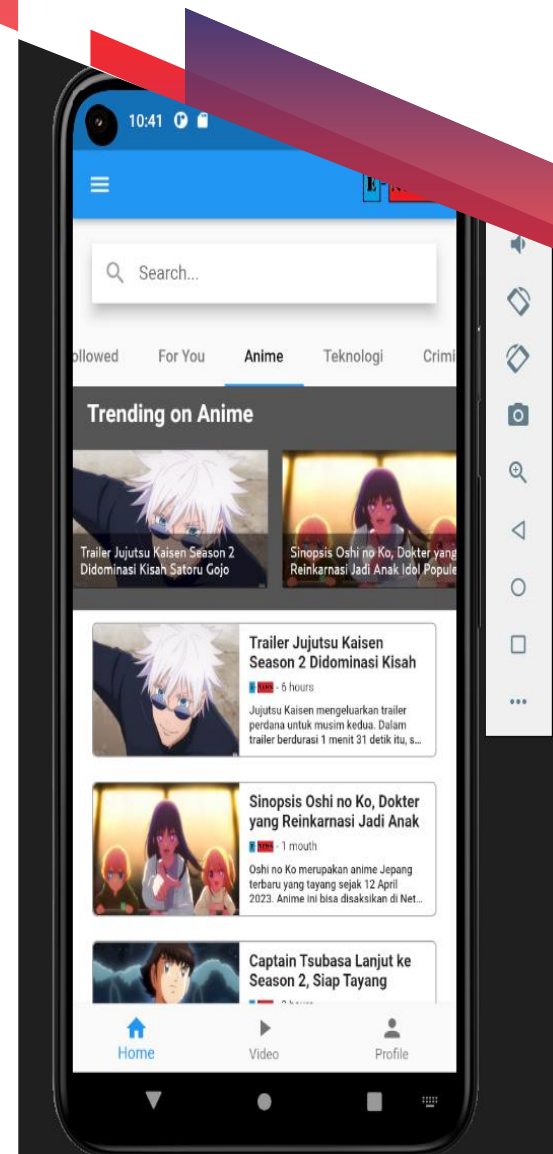 10:41
E-
Search...
ollowed For You Anime Teknologi Crimi
Trending on Anime
Trailer Jujutsu Kaisen Season 2
Didominasi Kisah Satoru Gojo
Sinopsis Oshi no Ko, Dokter yang
Reinkarnasi Jadi Anak Idol Popule
Trailer Jujutsu Kaisen
Season 2 Didominasi Kisah
E-News - 6 hours
Jujutsu Kaisen mengeluarkan trailer
perdana untuk musim kedua. Dalam
trailer berdurasi 1 menit 31 detik itu, s...
Sinopsis Oshi no Ko, Dokter
yang Reinkarnasi Jadi Anak
E-News - 1 mouth
Oshi no Ko merupakan anime Jepang
terbaru yang tayang sejak 12 April
2023. Anime ini bisa disaksikan di Net...
Captain Tsubasa Lanjut ke
Season 2, Siap Tayang
Home Video Profile